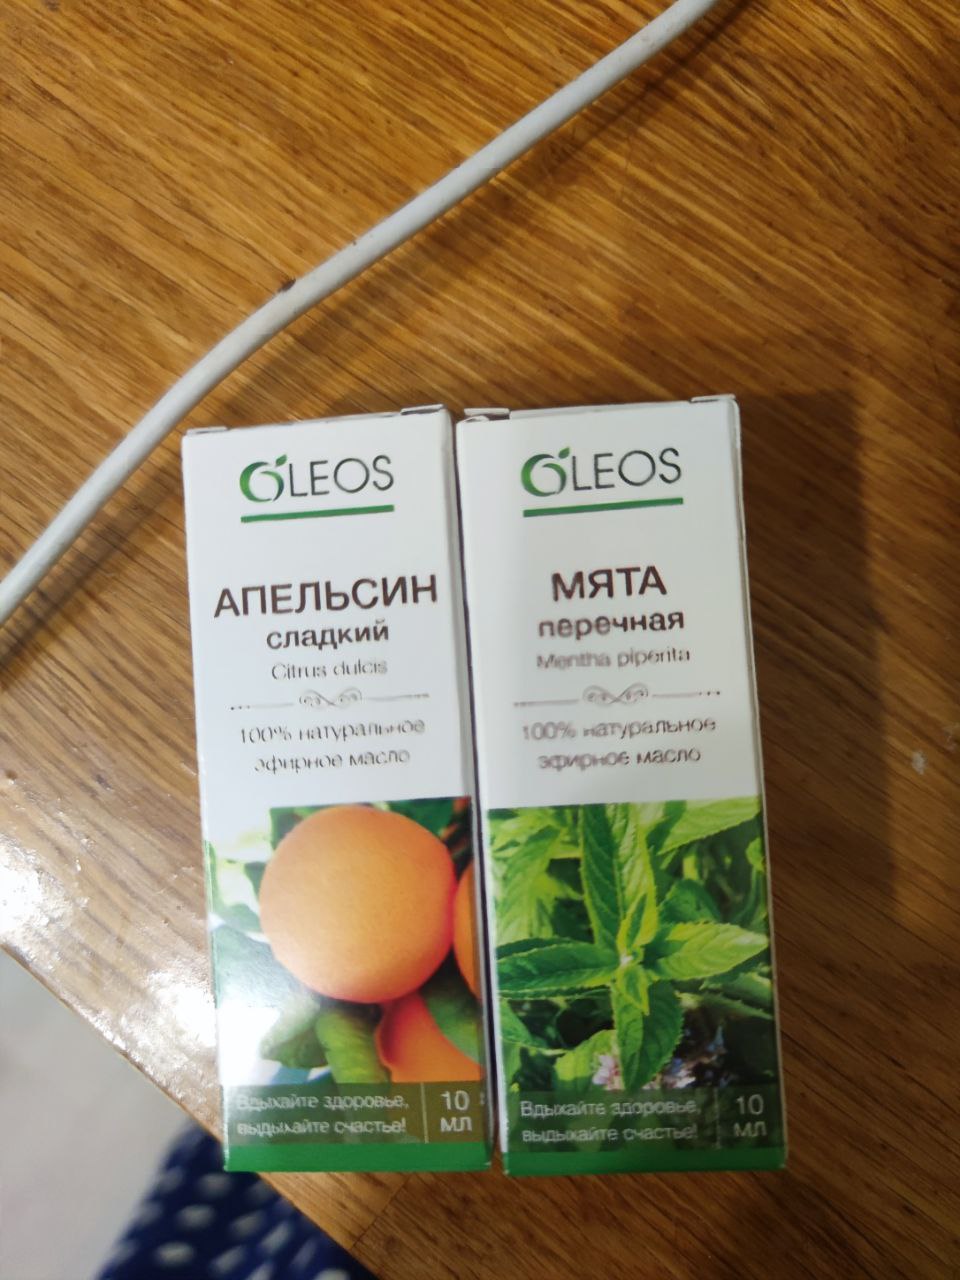 OLEOS
АПЕЛЬСИН
сладкий
Citrus dulcis
100% натуральное
эфирное масло
Вдыхайте здоровье,
выдыхайте счастье!
10
мл
OLEOS
МЯТА
перечная
Mentha piperita
100% натуральное
эфирное масло
Вдыхайте здоровье,
выдыхайте счастье!
10
мл